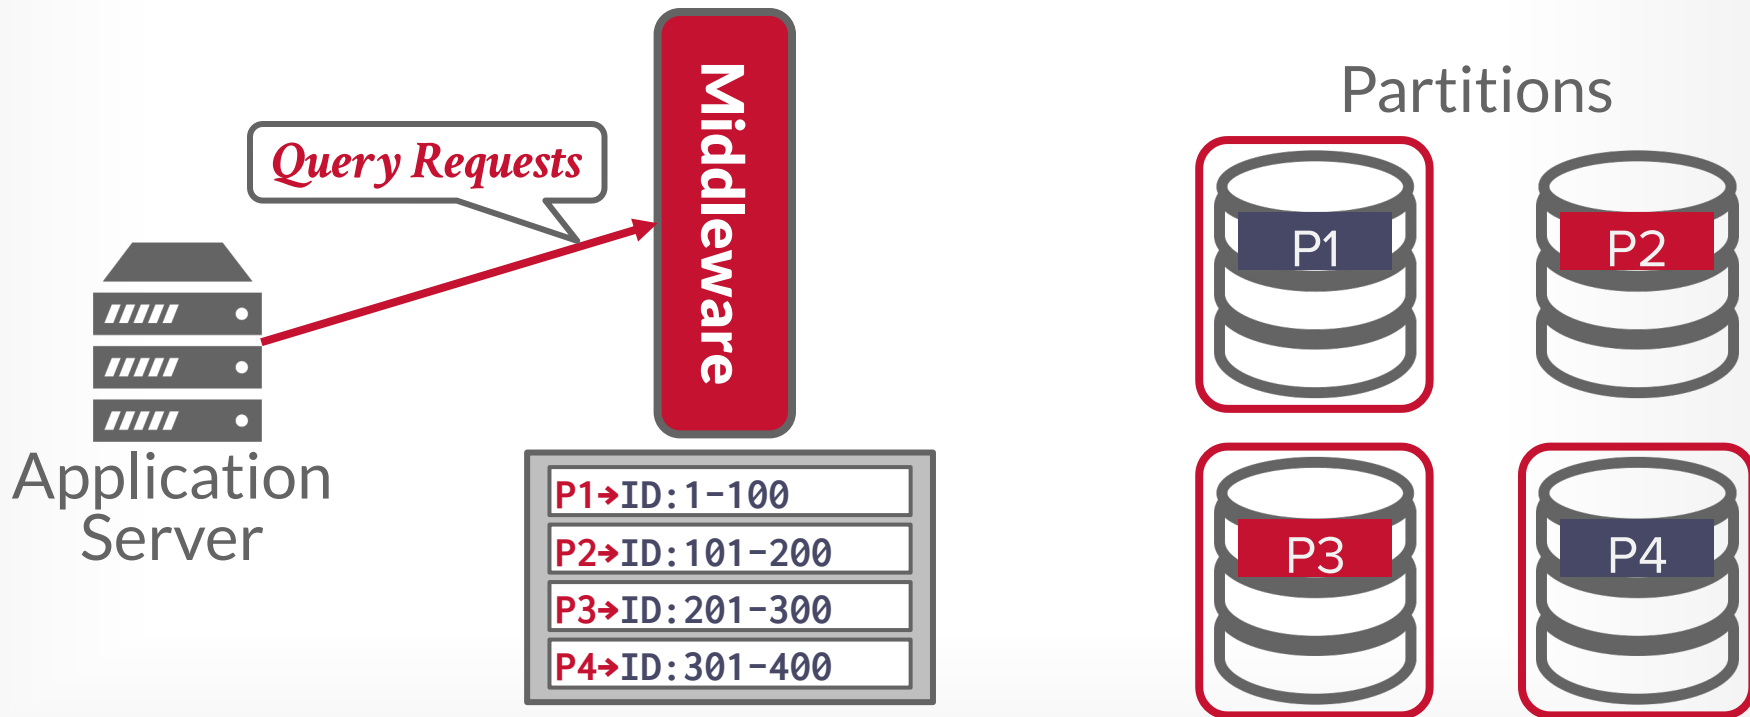 Query Requests
Middleware
Application
Server
P1→ID:1-100
P2→ID:101-200
P3→ID:201-300
P4→ID:301-400
Partitions
P1
P2
P3
P4